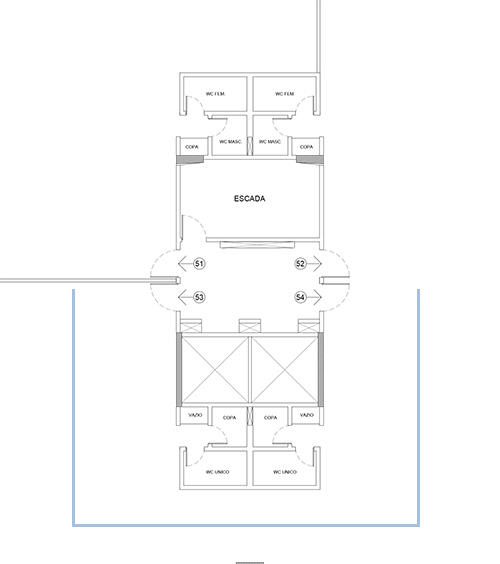 WC FEM. WC FEM.
WC MASC. WC MASC.
COPA COPA
ESCADA
51 52
53 54
VAZIO COPA COPA VAZIO
WC UNICO WC UNICO